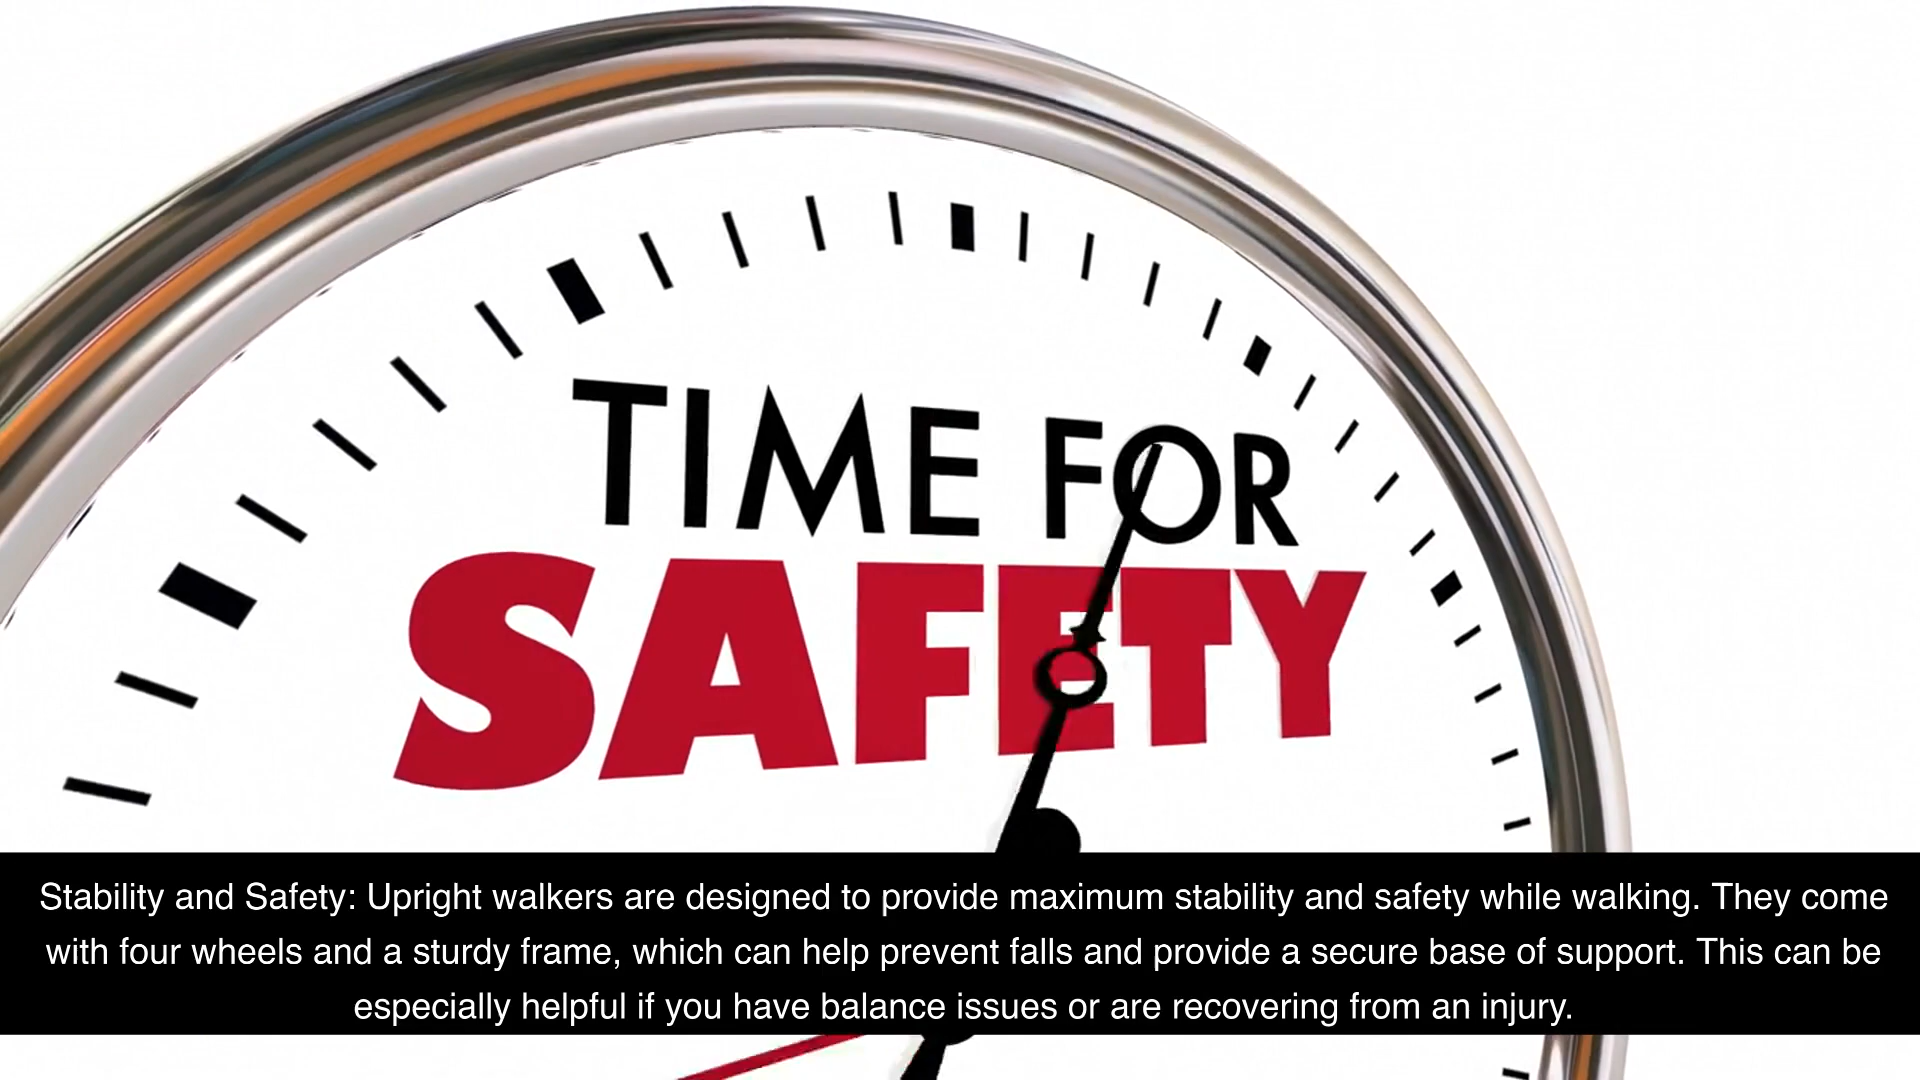 TIME FOR
SAFETY
Stability and Safety: Upright walkers are designed to provide maximum stability and safety while walking. They come
with four wheels and a sturdy frame, which can help prevent falls and provide a secure base of support. This can be
especially helpful if you have balance issues or are recovering from an injury.